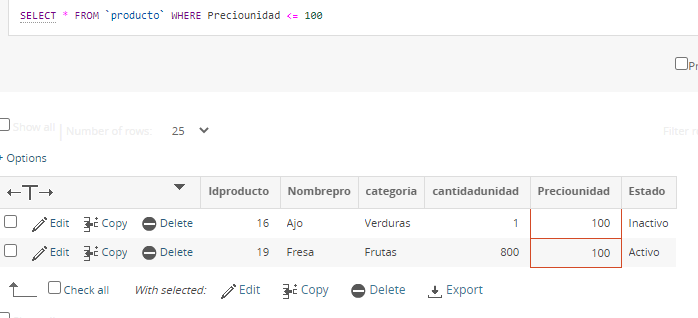 SELECT * FROM `producto` WHERE Preciounidad <= 100
Show all | Number of rows: 25
+ Options
←T→ Idproducto Nombrepro categoria cantidadunidad Preciounidad Estado
Edit Copy Delete 16 Ajo Verduras 1 100 Inactivo
Edit Copy Delete 19 Fresa Frutas 800 100 Activo
Check all With selected: Edit Copy Delete Export